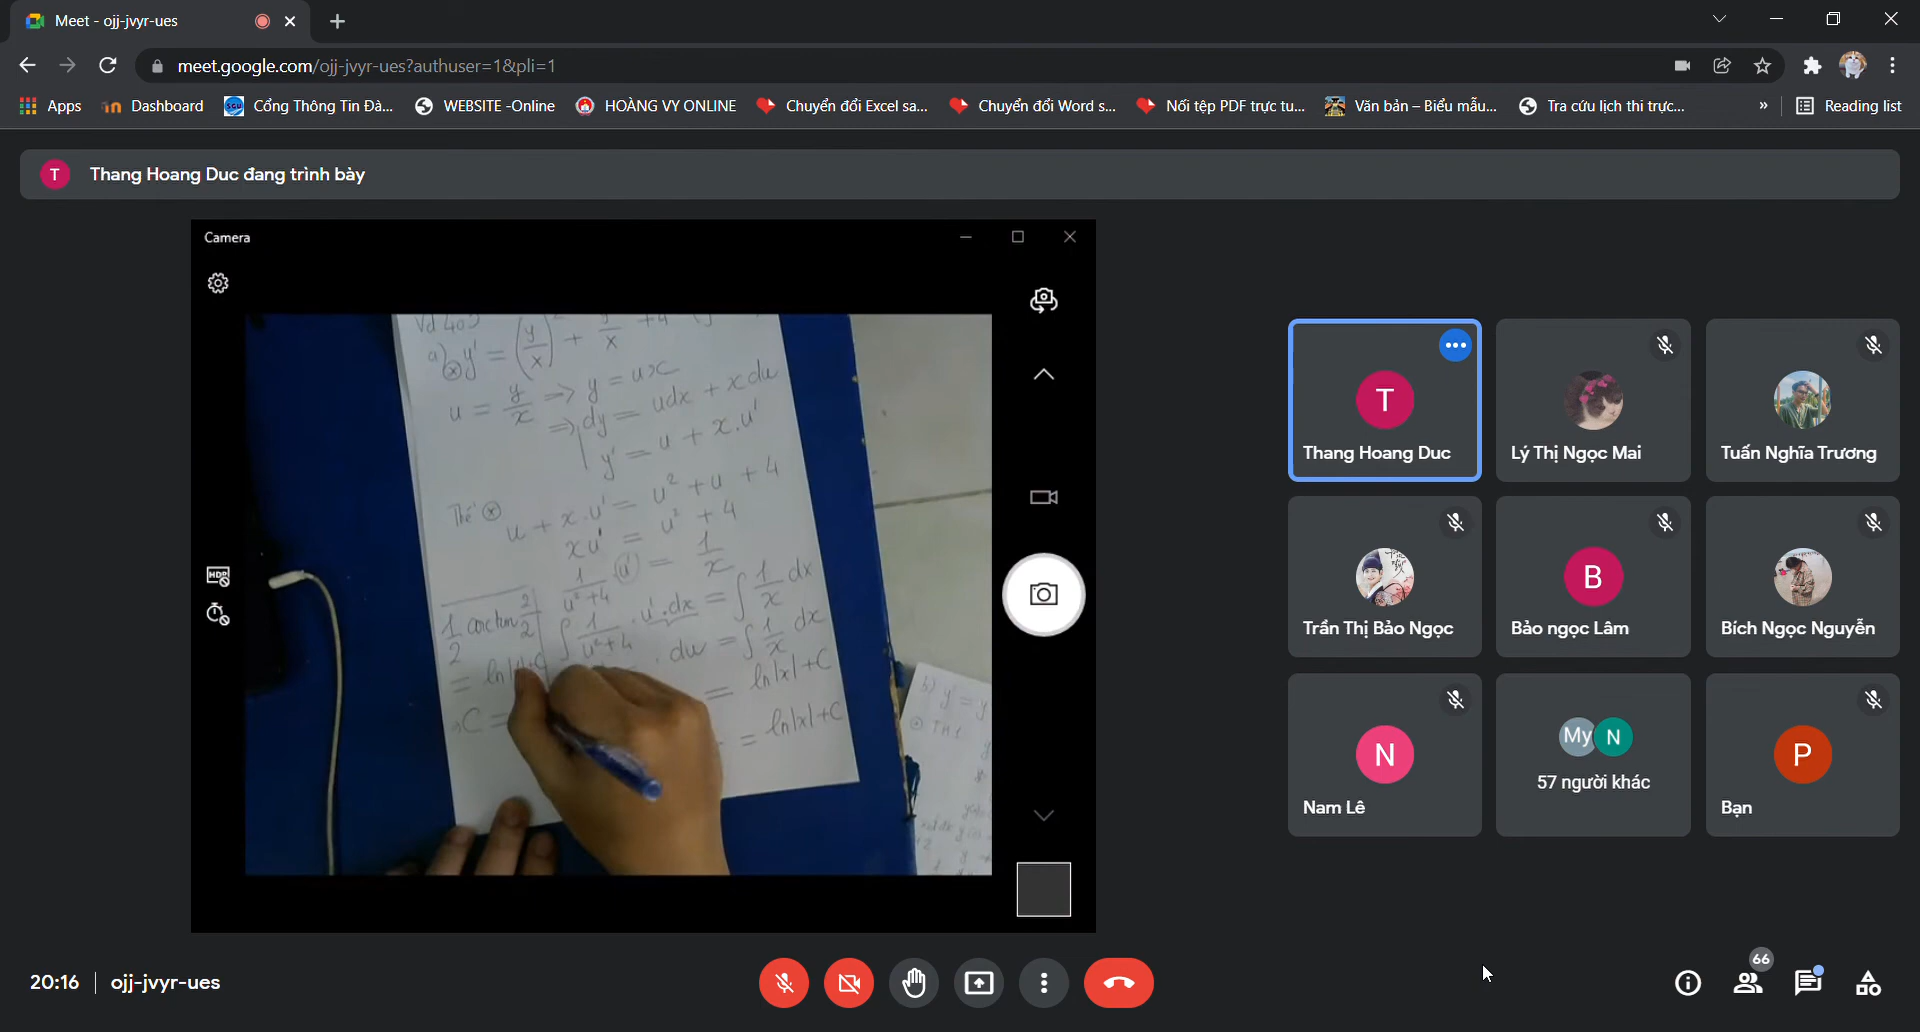 Meet - ojj-jvyr-ues
meet.google.com/ojj-jvyr-ues?authuser=1&pli=1
Apps Dashboard Cổng Thông Tin Đà... WEBSITE -Online HOÀNG VY ONLINE Chuyển đổi Excel sa... Chuyển đổi Word s... Nối tệp PDF trực tu... Văn bản – Biểu mẫu... Tra cứu lịch thi trực... » Reading list
T Thang Hoang Duc đang trình bày
Camera
a) (*) y' = (y/x)² + y/x + 4
u = y/x => y = ux
=> dy = udx + xdu
y' = u + x.u'
Thế (*) u + x.u' = u² + u + 4
xu' = u² + 4
1/(u²+4) u' = 1/x
∫ 1/(u²+4) . u'.dx = ∫ 1/x dx
. du = ∫ 1/x dx
= ln|x|+C
= ln|x|+C
1/2 arctan 2/2
C =
b) y' = y
T
Thang Hoang Duc
Lý Thị Ngọc Mai
Tuấn Nghĩa Trương
Trần Thị Bảo Ngọc
B
Bảo ngọc Lâm
Bích Ngọc Nguyễn
N
Nam Lê
My N
57 người khác
P
Bạn
20:16 | ojj-jvyr-ues
66